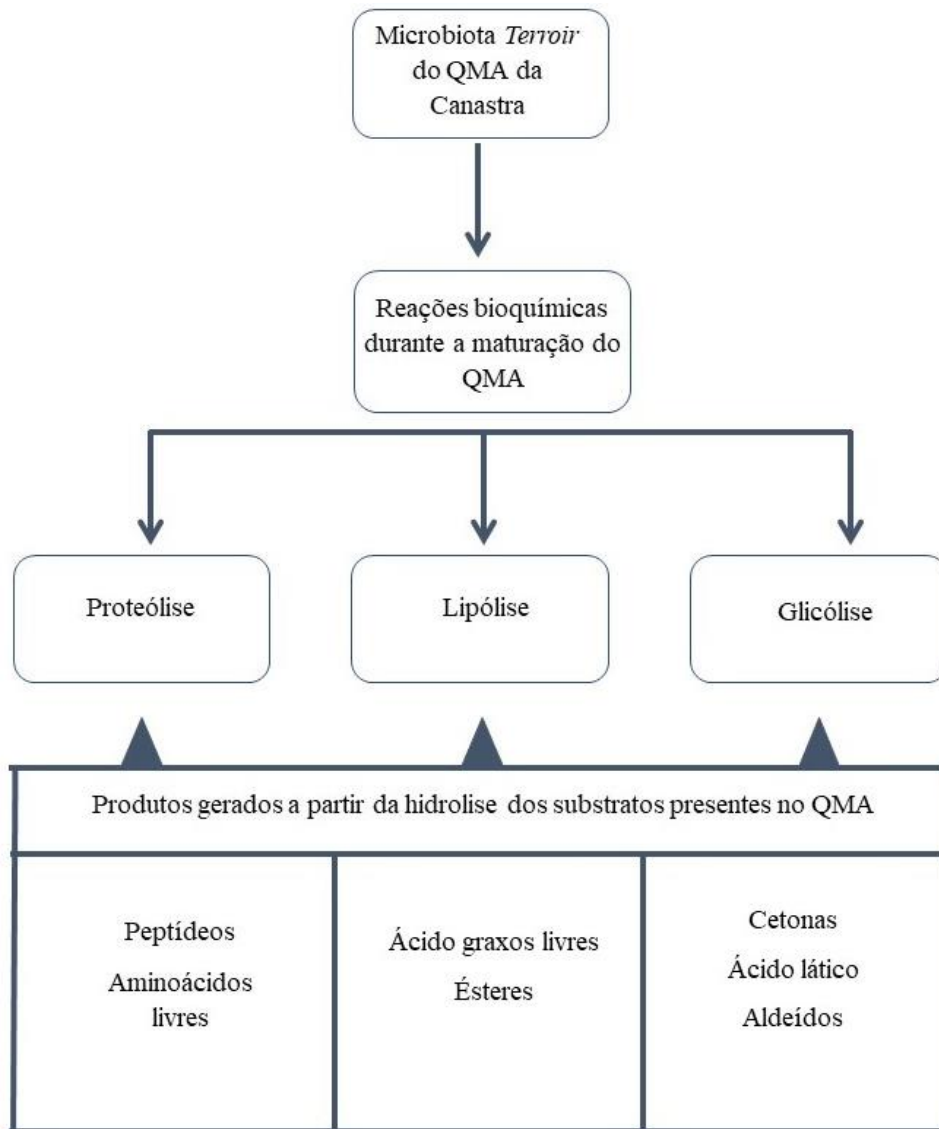 Microbiota Terroir
do QMA da
Canastra
Reações bioquímicas
durante a maturação do
QMA
Proteólise
Lipólise
Glicólise
Produtos gerados a partir da hidrolise dos substratos presentes no QMA
Peptídeos
Aminoácidos
livres
Ácido graxos livres
Ésteres
Cetonas
Ácido lático
Aldeídos